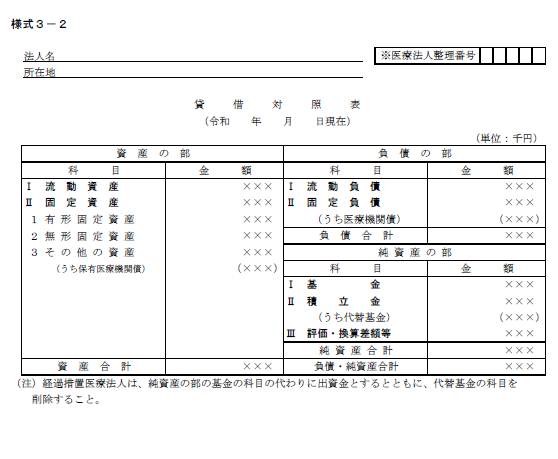 様式3－2
法人名
※医療法人整理番号
所在地
貸借対照表
（令和　　年　　月　　日現在）
（単位：千円）
資産の部　負債の部
科目　金額　科目　金額
Ⅰ 流動資産　×××　Ⅰ 流動負債　×××
Ⅱ 固定資産　×××　Ⅱ 固定負債　×××
1 有形固定資産　×××　（うち医療機関債）　（×××）
2 無形固定資産　×××　負債合計　×××
3 その他の資産　×××　純資産の部
（うち保有医療機関債）　（×××）　科目　金額
Ⅰ 基金　×××
Ⅱ 積立金　×××
（うち代替基金）　（×××）
Ⅲ 評価・換算差額等　×××
純資産合計　×××
資産合計　×××　負債・純資産合計　×××
（注）経過措置医療法人は、純資産の部の基金の科目の代わりに出資金とするとともに、代替基金の科目を
削除すること。